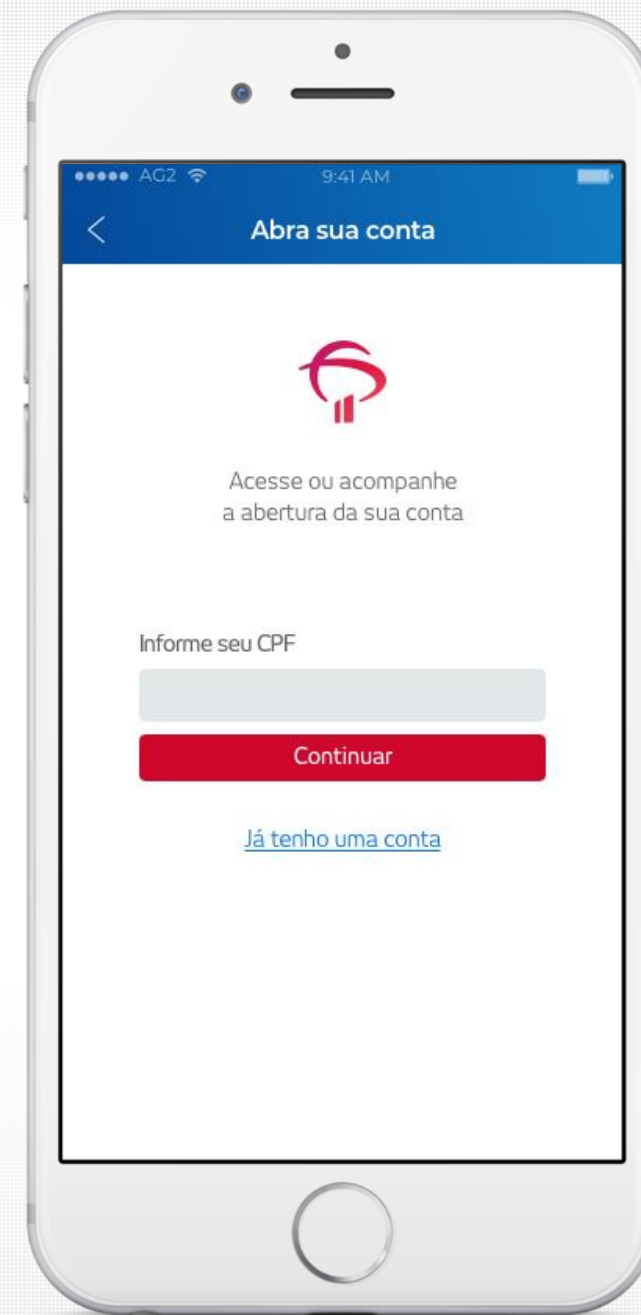 AG2
9:41 AM
Abra sua conta
Acesse ou acompanhe
a abertura da sua conta
Informe seu CPF
Continuar
Já tenho uma conta